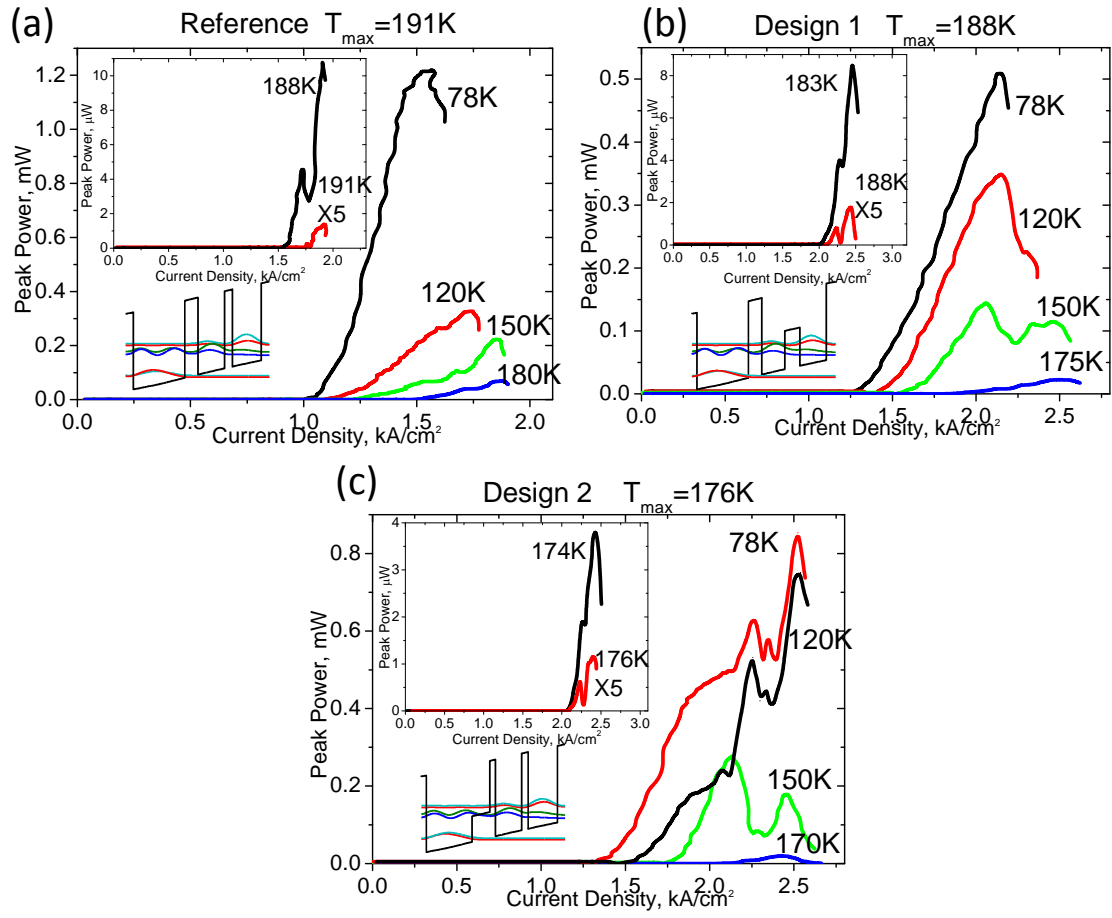 (a) Reference T_max=191K
1.2
1.0
0.8
0.6
0.4
0.2
0.0
Peak Power, mW
0.5 1.0 1.5 2.0
Current Density, kA/cm²
78K
120K
150K
180K
10
8
6
4
2
0
Peak Power, µW
0.0 0.5 1.0 1.5 2.0
Current Density, kA/cm²
188K
191K
X5
(b) Design 1 T_max=188K
0.5
0.4
0.3
0.2
0.1
0.0
Peak Power, mW
0.0 0.5 1.0 1.5 2.0 2.5
Current Density, kA/cm²
78K
120K
150K
175K
8
6
4
2
0
Peak Power, µW
0.0 0.5 1.0 1.5 2.0 2.5 3.0
Current Density, kA/cm²
183K
188K
X5
(c) Design 2 T_max=176K
0.8
0.6
0.4
0.2
0.0
Peak Power, mW
0.0 0.5 1.0 1.5 2.0 2.5
Current Density, kA/cm²
78K
120K
150K
170K
4
3
2
1
0
Peak Power, µW
0.0 0.5 1.0 1.5 2.0 2.5 3.0
Current Density, kA/cm²
174K
176K
X5